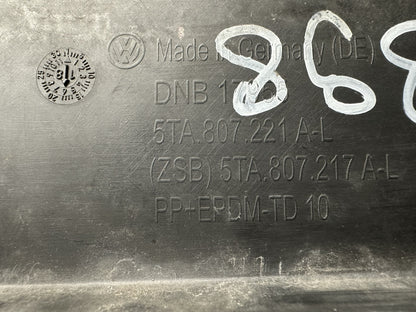 Made in Germany (DE)
868
DNB 17
5TA.807.221 A-L
(ZSB) 5TA.807.217 A-L
PP+EPDM-TD 10